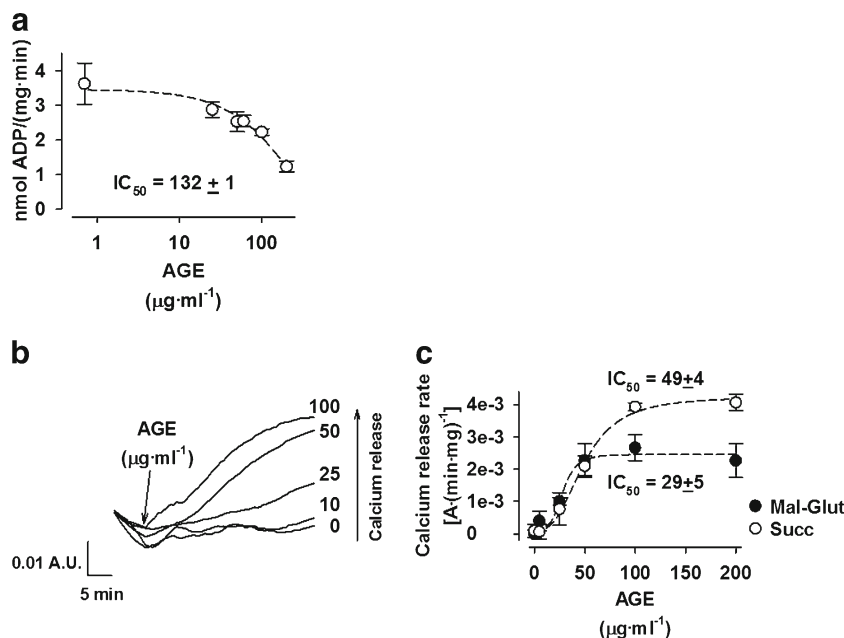 a
nmol ADP/(mg·min)
4
3
2
1
0
IC50 = 132 ± 1
1 10 100
AGE
(µg·ml-1)
b
AGE
(µg·ml-1)
100
50
25
10
0
Calcium release
0.01 A.U.
5 min
c
Calcium release rate
[A·(min·mg)-1]
4e-3
3e-3
2e-3
1e-3
0
IC50 = 49±4
IC50 = 29±5
Mal-Glut
Succ
0 50 100 150 200
AGE
(µg·ml-1)